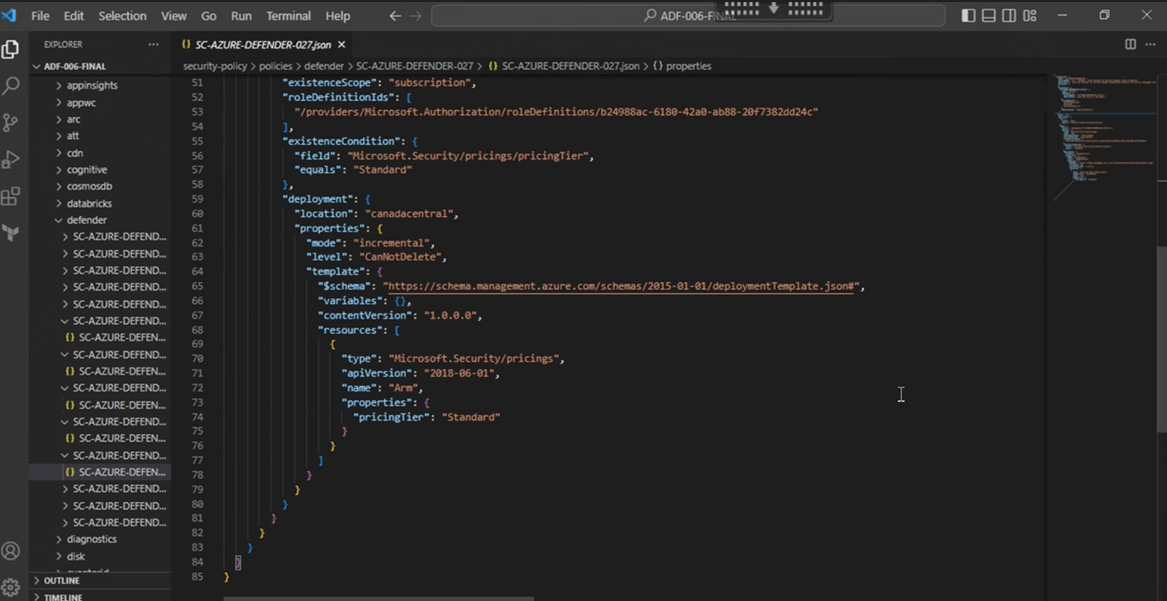 File Edit Selection View Go Run Terminal Help
ADF-006-FINAL
EXPLORER
SC-AZURE-DEFENDER-027.json
ADF-006-FINAL
security-policy > policies > defender > SC-AZURE-DEFENDER-027 > {} SC-AZURE-DEFENDER-027.json > {} properties
appinsights
appwc
arc
att
cdn
cognitive
cosmosdb
databricks
defender
SC-AZURE-DEFEND...
SC-AZURE-DEFEND...
SC-AZURE-DEFEND...
SC-AZURE-DEFEND...
SC-AZURE-DEFEND...
SC-AZURE-DEFEND...
{} SC-AZURE-DEFEN...
SC-AZURE-DEFEND...
{} SC-AZURE-DEFEN...
SC-AZURE-DEFEND...
{} SC-AZURE-DEFEN...
SC-AZURE-DEFEND...
{} SC-AZURE-DEFEN...
SC-AZURE-DEFEND...
{} SC-AZURE-DEFEN...
SC-AZURE-DEFEND...
SC-AZURE-DEFEND...
SC-AZURE-DEFEND...
diagnostics
disk
OUTLINE
TIMELINE
51 "existenceScope": "subscription",
52 "roleDefinitionIds": [
53 "/providers/Microsoft.Authorization/roleDefinitions/b24988ac-6180-42a0-ab88-20f7382dd24c"
54 ],
55 "existenceCondition": {
56 "field": "Microsoft.Security/pricings/pricingTier",
57 "equals": "Standard"
58 },
59 "deployment": {
60 "location": "canadacentral",
61 "properties": {
62 "mode": "incremental",
63 "level": "CanNotDelete",
64 "template": {
65 "$schema": "https://schema.management.azure.com/schemas/2015-01-01/deploymentTemplate.json#",
66 "variables": {},
67 "contentVersion": "1.0.0.0",
68 "resources": [
69 {
70 "type": "Microsoft.Security/pricings",
71 "apiVersion": "2018-06-01",
72 "name": "Arm",
73 "properties": {
74 "pricingTier": "Standard"
75 }
76 }
77 ]
78 }
79 }
80 }
81 }
82 }
83 }
84 }
85 }